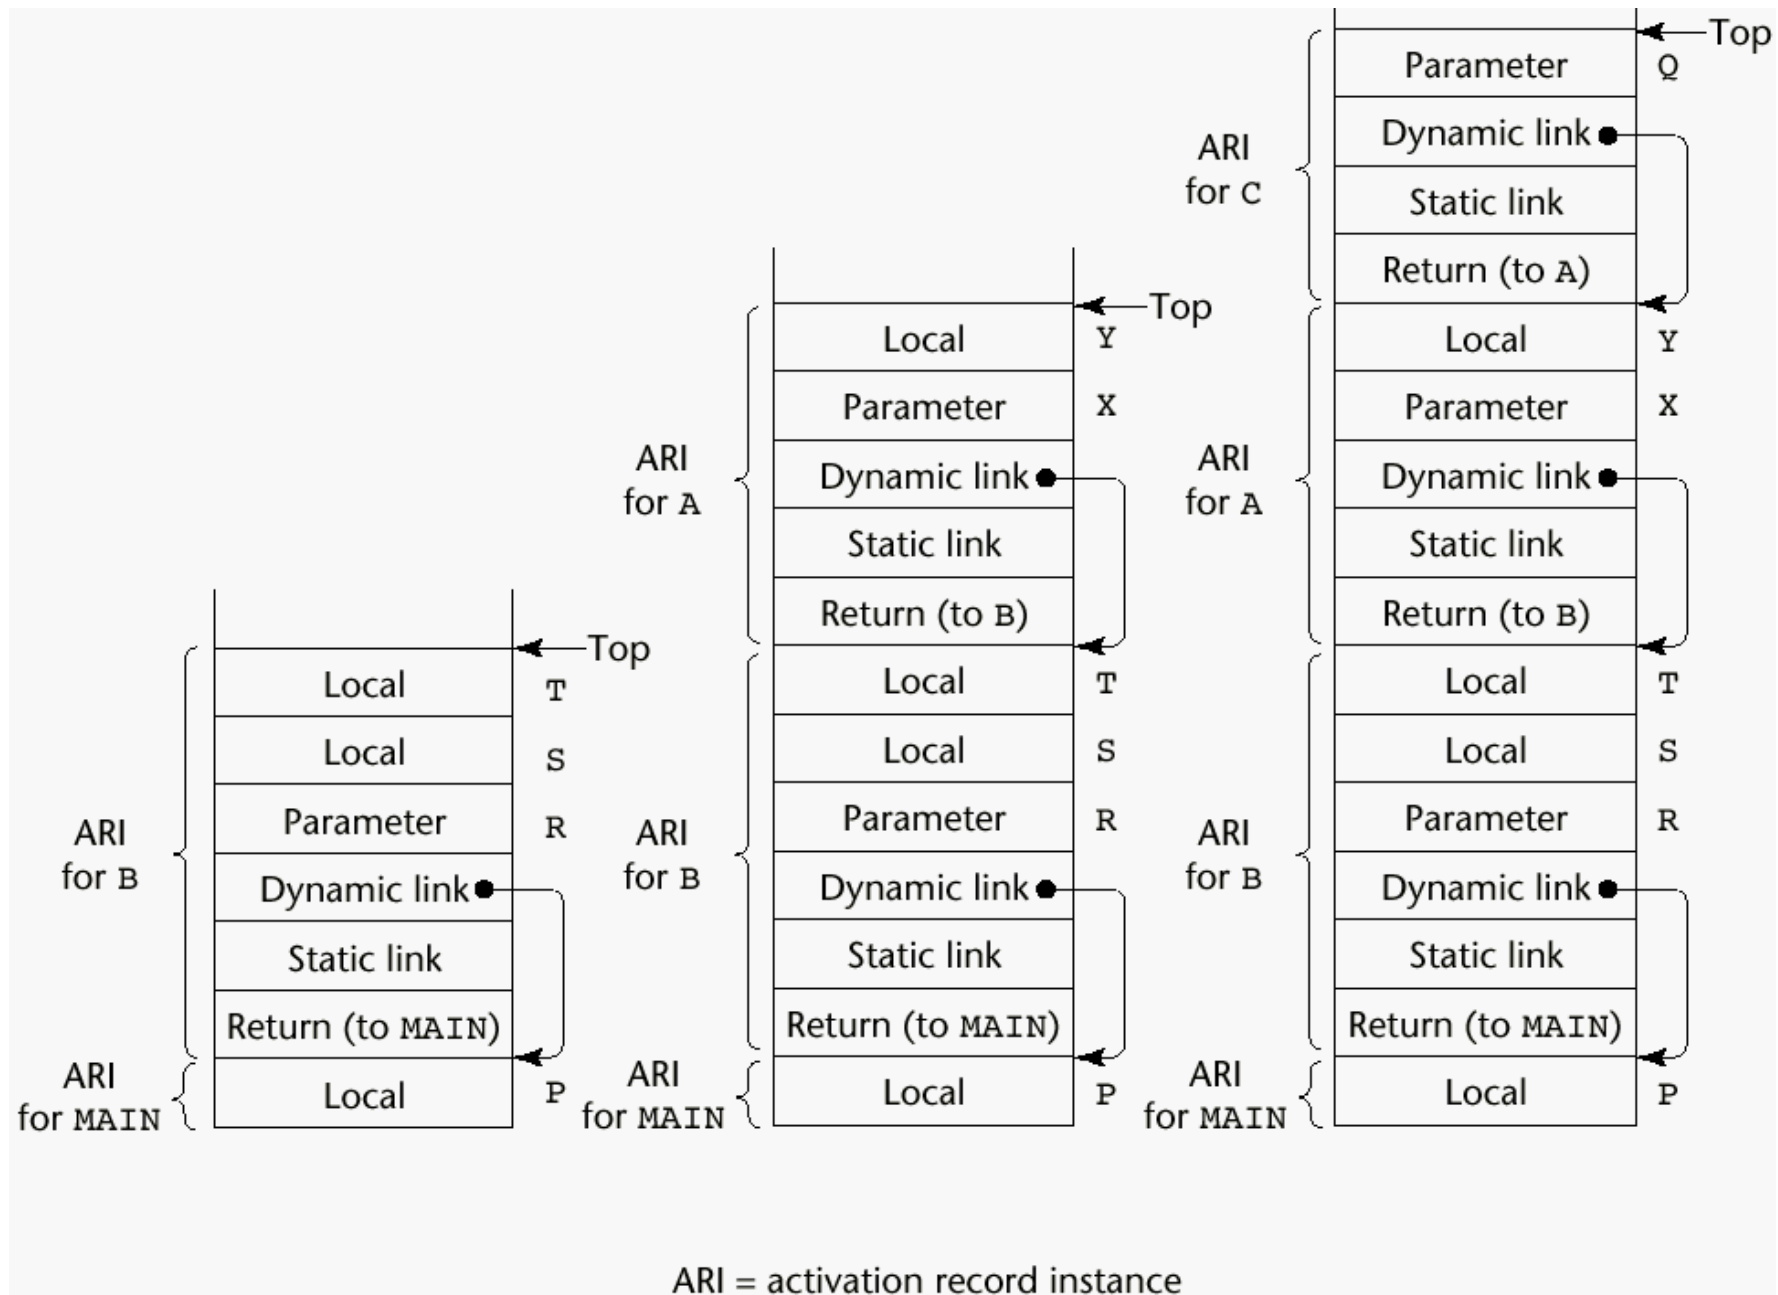 Top
Local T
Local S
Parameter R
ARI
for B
Dynamic link
Static link
Return (to MAIN)
ARI
for MAIN
Local P
Top
Local Y
Parameter X
ARI
for A
Dynamic link
Static link
Return (to B)
Local T
Local S
Parameter R
ARI
for B
Dynamic link
Static link
Return (to MAIN)
ARI
for MAIN
Local P
Top
Parameter Q
Dynamic link
ARI
for C
Static link
Return (to A)
Local Y
Parameter X
ARI
for A
Dynamic link
Static link
Return (to B)
Local T
Local S
Parameter R
ARI
for B
Dynamic link
Static link
Return (to MAIN)
ARI
for MAIN
Local P
ARI = activation record instance